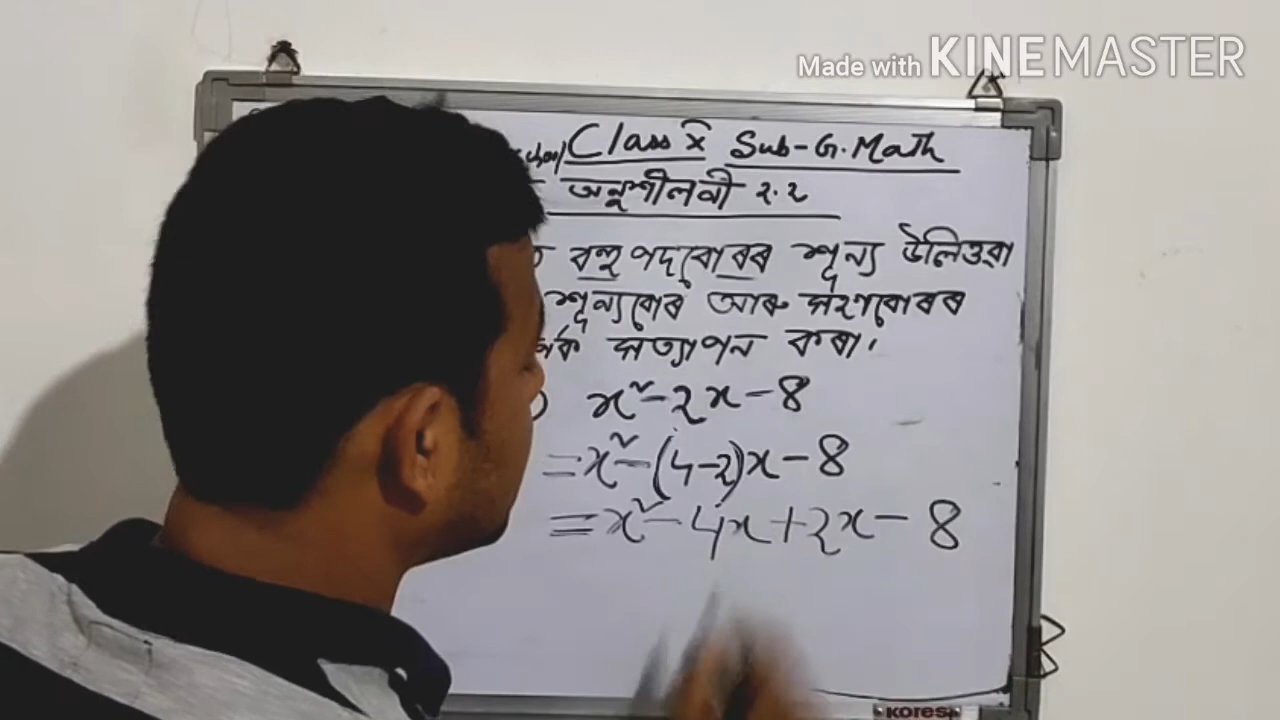 Made with KINEMASTER
Class X Sub-G.Math
অনুশীলনী ২.২
বহুপদবোৰৰ শূন্য উলিওৱা
শূন্যবোৰ আৰু সহগবোৰৰ
সত্যাপন কৰা।
x²-2x-8
=x²-(4-2)x-8
=x²-4x+2x-8
KORES